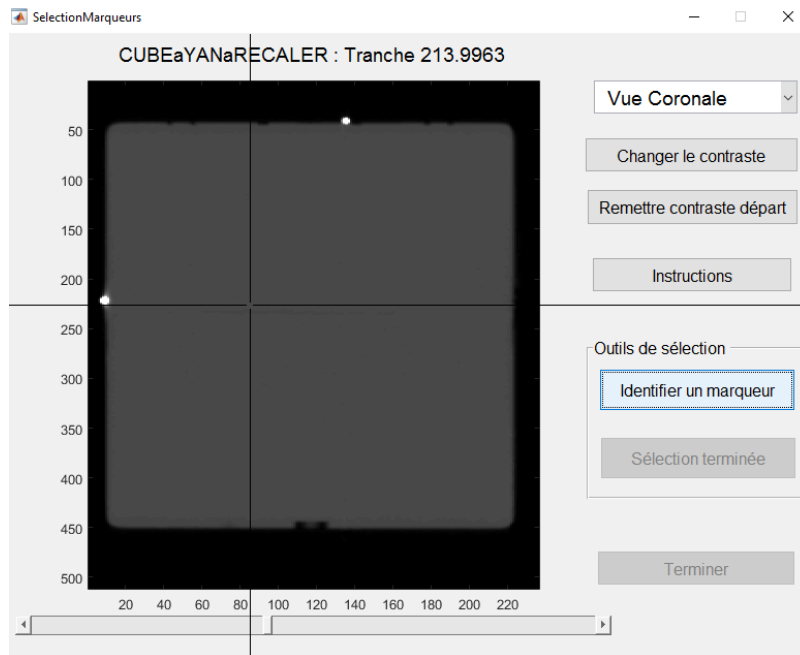 SelectionMarqueurs
CUBEaYANaRECALER : Tranche 213.9963
Vue Coronale
Changer le contraste
Remettre contraste départ
Instructions
Outils de sélection
Identifier un marqueur
Sélection terminée
Terminer
50
100
150
200
250
300
350
400
450
500
20 40 60 80 100 120 140 160 180 200 220